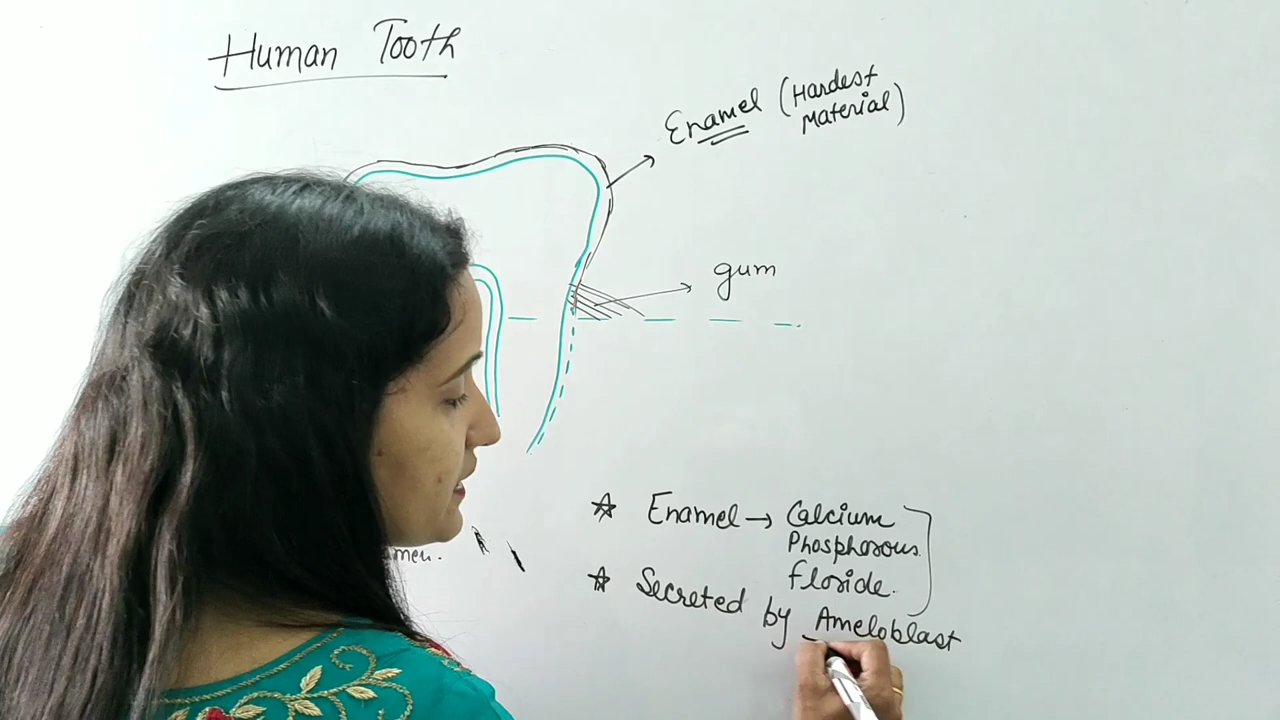 Human Tooth
Enamel (Hardest
Material)
gum
☆ Enamel → Calcium
Phosphorous
floride.
☆ Secreted by Ameloblast